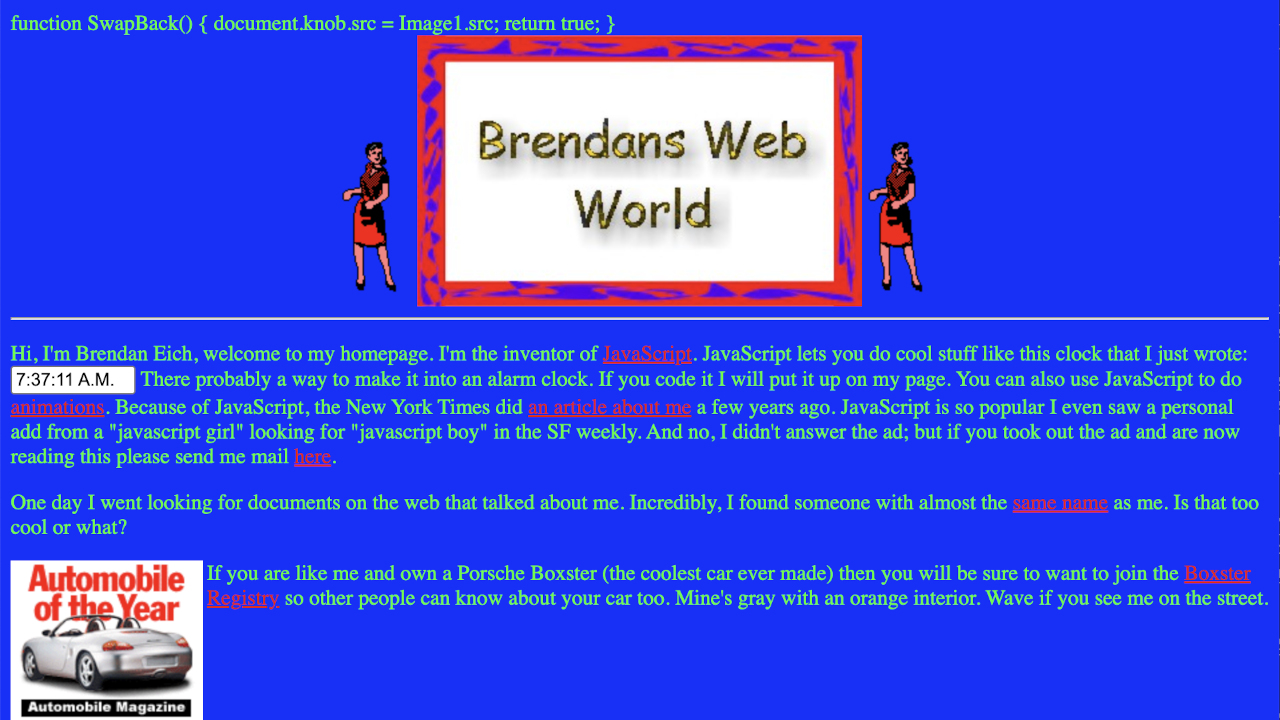 function SwapBack() { document.knob.src = Image1.src; return true; }
Brendans Web
World
Hi, I'm Brendan Eich, welcome to my homepage. I'm the inventor of JavaScript. JavaScript lets you do cool stuff like this clock that I just wrote:
7:37:11 A.M. There probably a way to make it into an alarm clock. If you code it I will put it up on my page. You can also use JavaScript to do
animations. Because of JavaScript, the New York Times did an article about me a few years ago. JavaScript is so popular I even saw a personal
add from a "javascript girl" looking for "javascript boy" in the SF weekly. And no, I didn't answer the ad; but if you took out the ad and are now
reading this please send me mail here.
One day I went looking for documents on the web that talked about me. Incredibly, I found someone with almost the same name as me. Is that too
cool or what?
Automobile
of the Year
Automobile Magazine
If you are like me and own a Porsche Boxster (the coolest car ever made) then you will be sure to want to join the Boxster
Registry so other people can know about your car too. Mine's gray with an orange interior. Wave if you see me on the street.